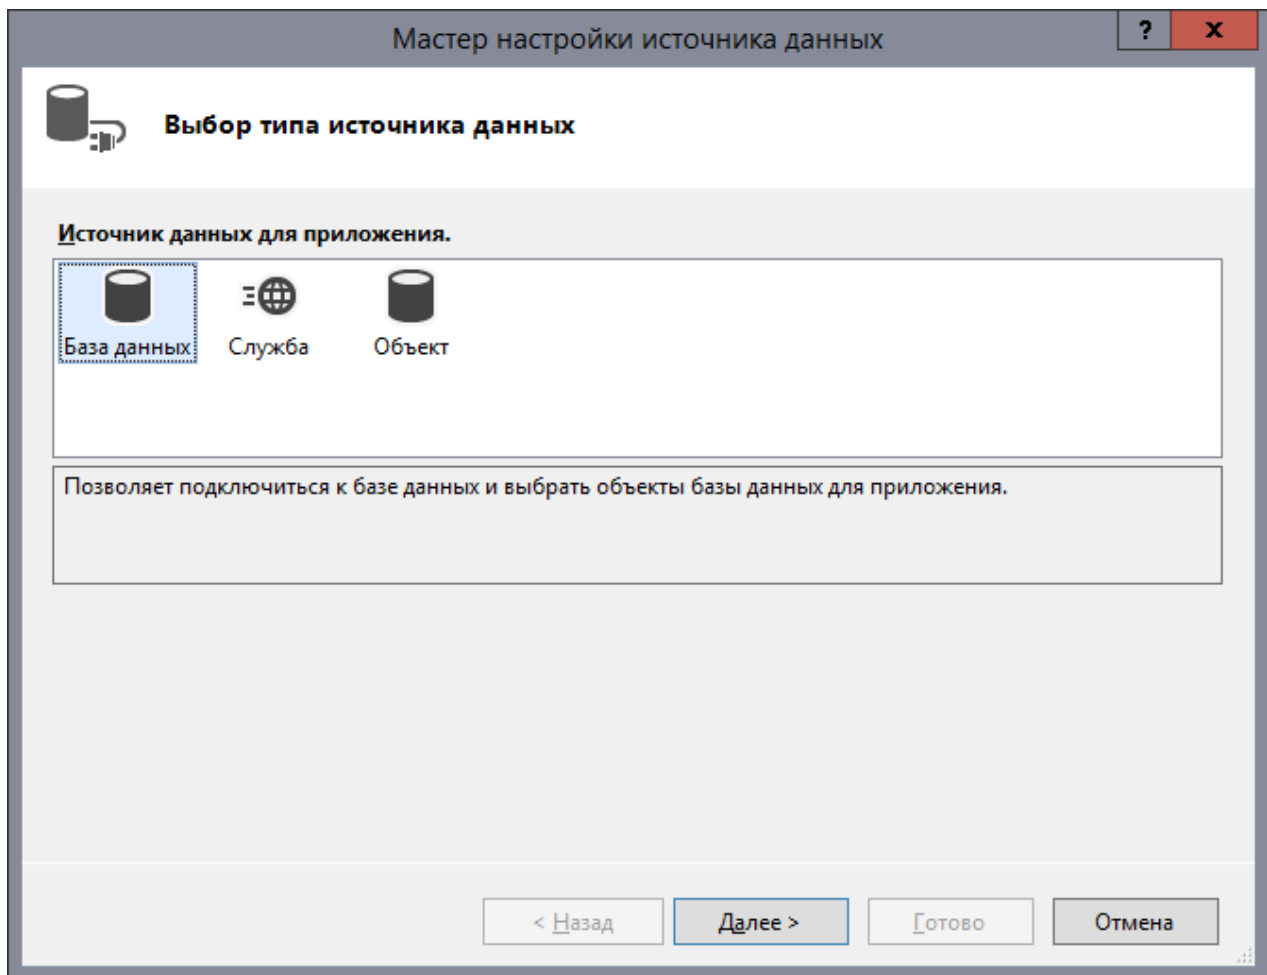 Мастер настройки источника данных
?
x
Выбор типа источника данных
Источник данных для приложения.
База данных
Служба
Объект
Позволяет подключиться к базе данных и выбрать объекты базы данных для приложения.
< Назад
Далее >
Готово
Отмена